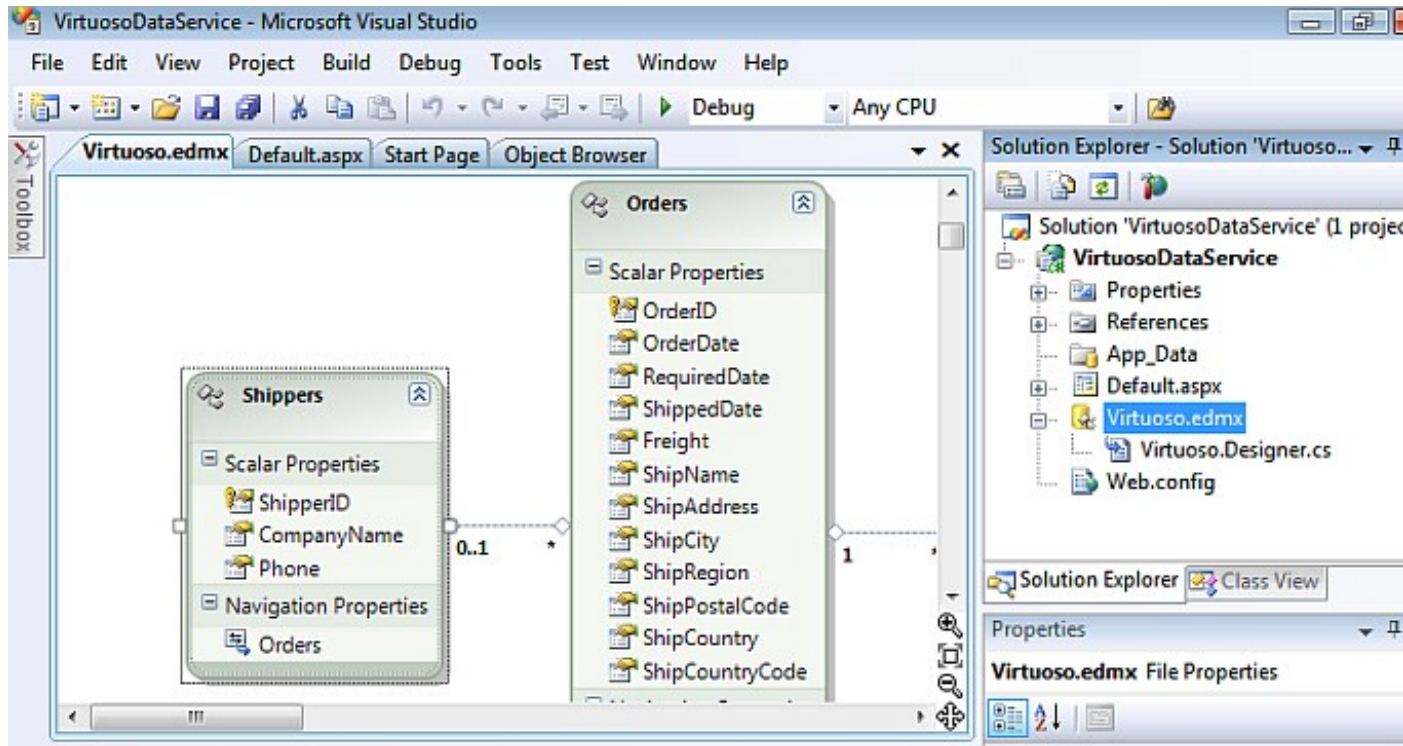 VirtuosoDataService - Microsoft Visual Studio
File Edit View Project Build Debug Tools Test Window Help
Debug Any CPU
Toolbox
Virtuoso.edmx Default.aspx Start Page Object Browser
Orders
Scalar Properties
OrderID
OrderDate
RequiredDate
ShippedDate
Freight
ShipName
ShipAddress
ShipCity
ShipRegion
ShipPostalCode
ShipCountry
ShipCountryCode
Shippers
Scalar Properties
ShipperID
CompanyName
Phone
Navigation Properties
Orders
0..1 *
1 *
Solution Explorer - Solution 'Virtuoso...
Solution 'VirtuosoDataService' (1 projec
VirtuosoDataService
Properties
References
App_Data
Default.aspx
Virtuoso.edmx
Virtuoso.Designer.cs
Web.config
Solution Explorer Class View
Properties
Virtuoso.edmx File Properties